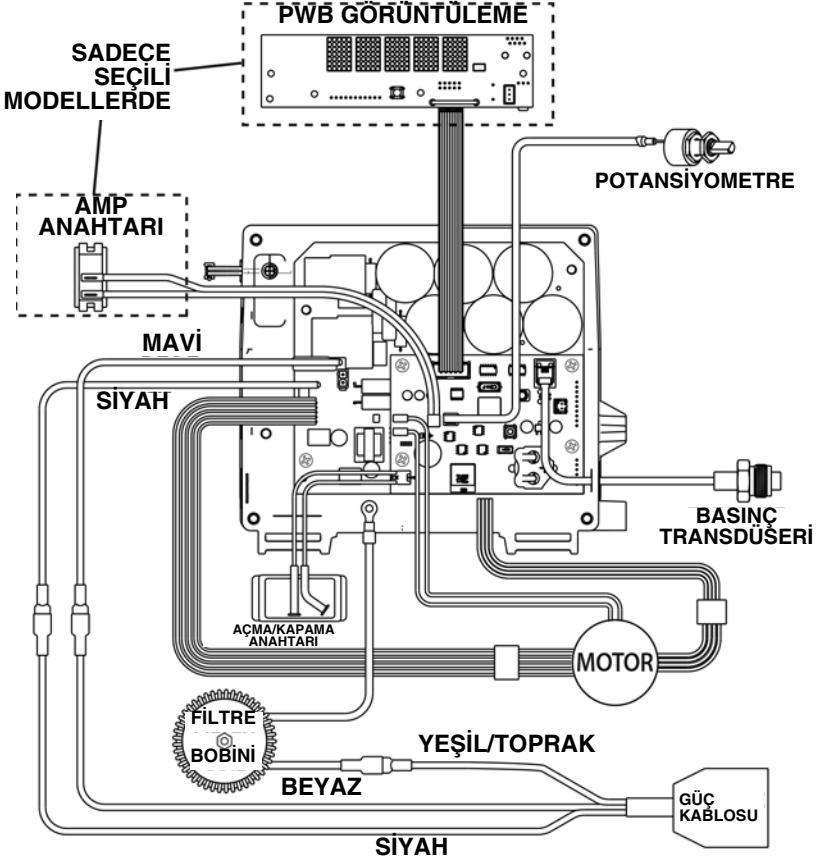 PWB GÖRÜNTÜLEME
SADECE
SEÇİLİ
MODELLERDE
POTANSİYOMETRE
AMP
ANAHTARI
MAVİ
SİYAH
BASINÇ
TRANSDÜSERİ
AÇMA/KAPAMA
ANAHTARI
MOTOR
FİLTRE
BOBİNİ
YEŞİL/TOPRAK
BEYAZ
GÜÇ
KABLOSU
SİYAH